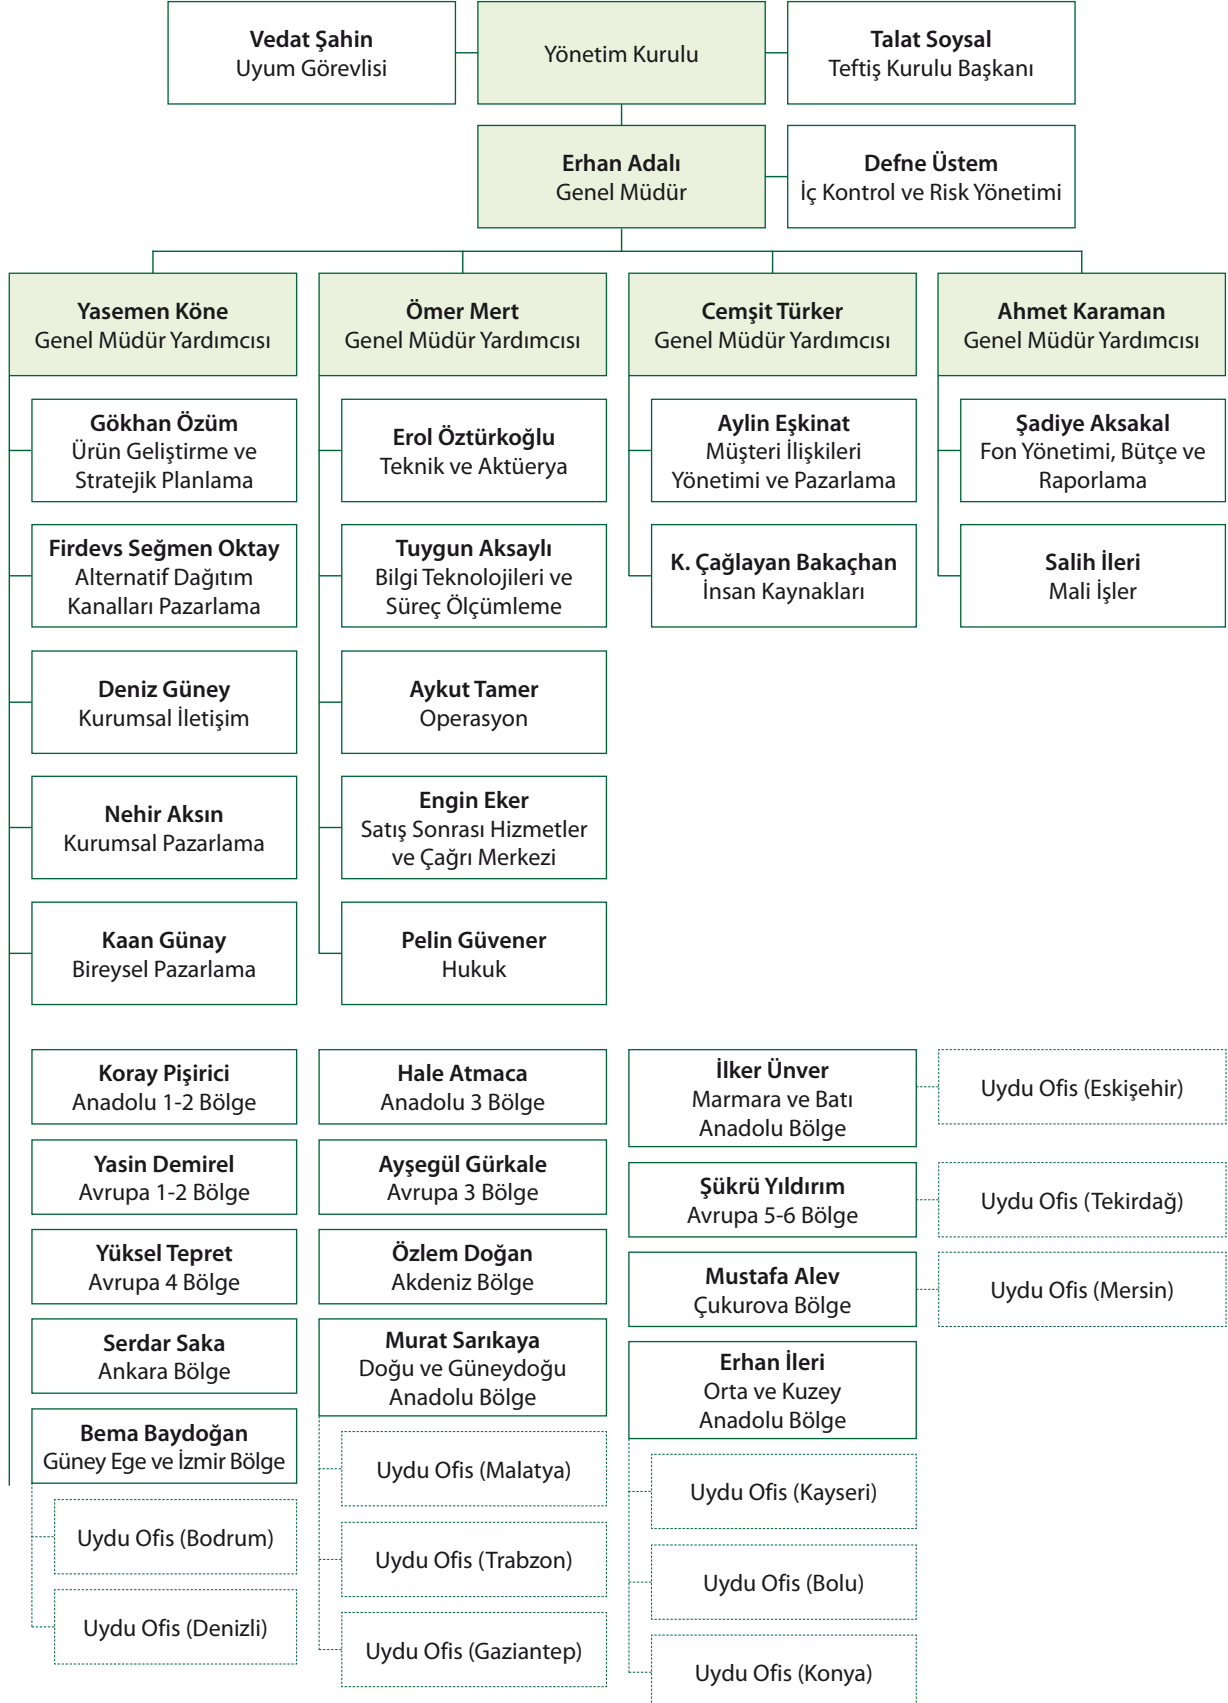 Vedat Şahin
Uyum Görevlisi
Yönetim Kurulu
Talat Soysal
Teftiş Kurulu Başkanı
Erhan Adalı
Genel Müdür
Defne Üstem
İç Kontrol ve Risk Yönetimi
Yasemen Köne
Genel Müdür Yardımcısı
Ömer Mert
Genel Müdür Yardımcısı
Cemşit Türker
Genel Müdür Yardımcısı
Ahmet Karaman
Genel Müdür Yardımcısı
Gökhan Özüm
Ürün Geliştirme ve
Stratejik Planlama
Erol Öztürkoğlu
Teknik ve Aktüerya
Aylin Eşkinat
Müşteri İlişkileri
Yönetimi ve Pazarlama
Şadiye Aksakal
Fon Yönetimi, Bütçe ve
Raporlama
Firdevs Seğmen Oktay
Alternatif Dağıtım
Kanalları Pazarlama
Tuygun Aksaylı
Bilgi Teknolojileri ve
Süreç Ölçümleme
K. Çağlayan Bakaçhan
İnsan Kaynakları
Salih İleri
Mali İşler
Deniz Güney
Kurumsal İletişim
Aykut Tamer
Operasyon
Nehir Aksın
Kurumsal Pazarlama
Engin Eker
Satış Sonrası Hizmetler
ve Çağrı Merkezi
Kaan Günay
Bireysel Pazarlama
Pelin Güvener
Hukuk
Koray Pişirici
Anadolu 1-2 Bölge
Hale Atmaca
Anadolu 3 Bölge
İlker Ünver
Marmara ve Batı
Anadolu Bölge
Uydu Ofis (Eskişehir)
Yasin Demirel
Avrupa 1-2 Bölge
Ayşegül Gürkale
Avrupa 3 Bölge
Şükrü Yıldırım
Avrupa 5-6 Bölge
Uydu Ofis (Tekirdağ)
Yüksel Tepret
Avrupa 4 Bölge
Özlem Doğan
Akdeniz Bölge
Mustafa Alev
Çukurova Bölge
Uydu Ofis (Mersin)
Serdar Saka
Ankara Bölge
Murat Sarıkaya
Doğu ve Güneydoğu
Anadolu Bölge
Erhan İleri
Orta ve Kuzey
Anadolu Bölge
Bema Baydoğan
Güney Ege ve İzmir Bölge
Uydu Ofis (Malatya)
Uydu Ofis (Kayseri)
Uydu Ofis (Bodrum)
Uydu Ofis (Trabzon)
Uydu Ofis (Bolu)
Uydu Ofis (Denizli)
Uydu Ofis (Gaziantep)
Uydu Ofis (Konya)